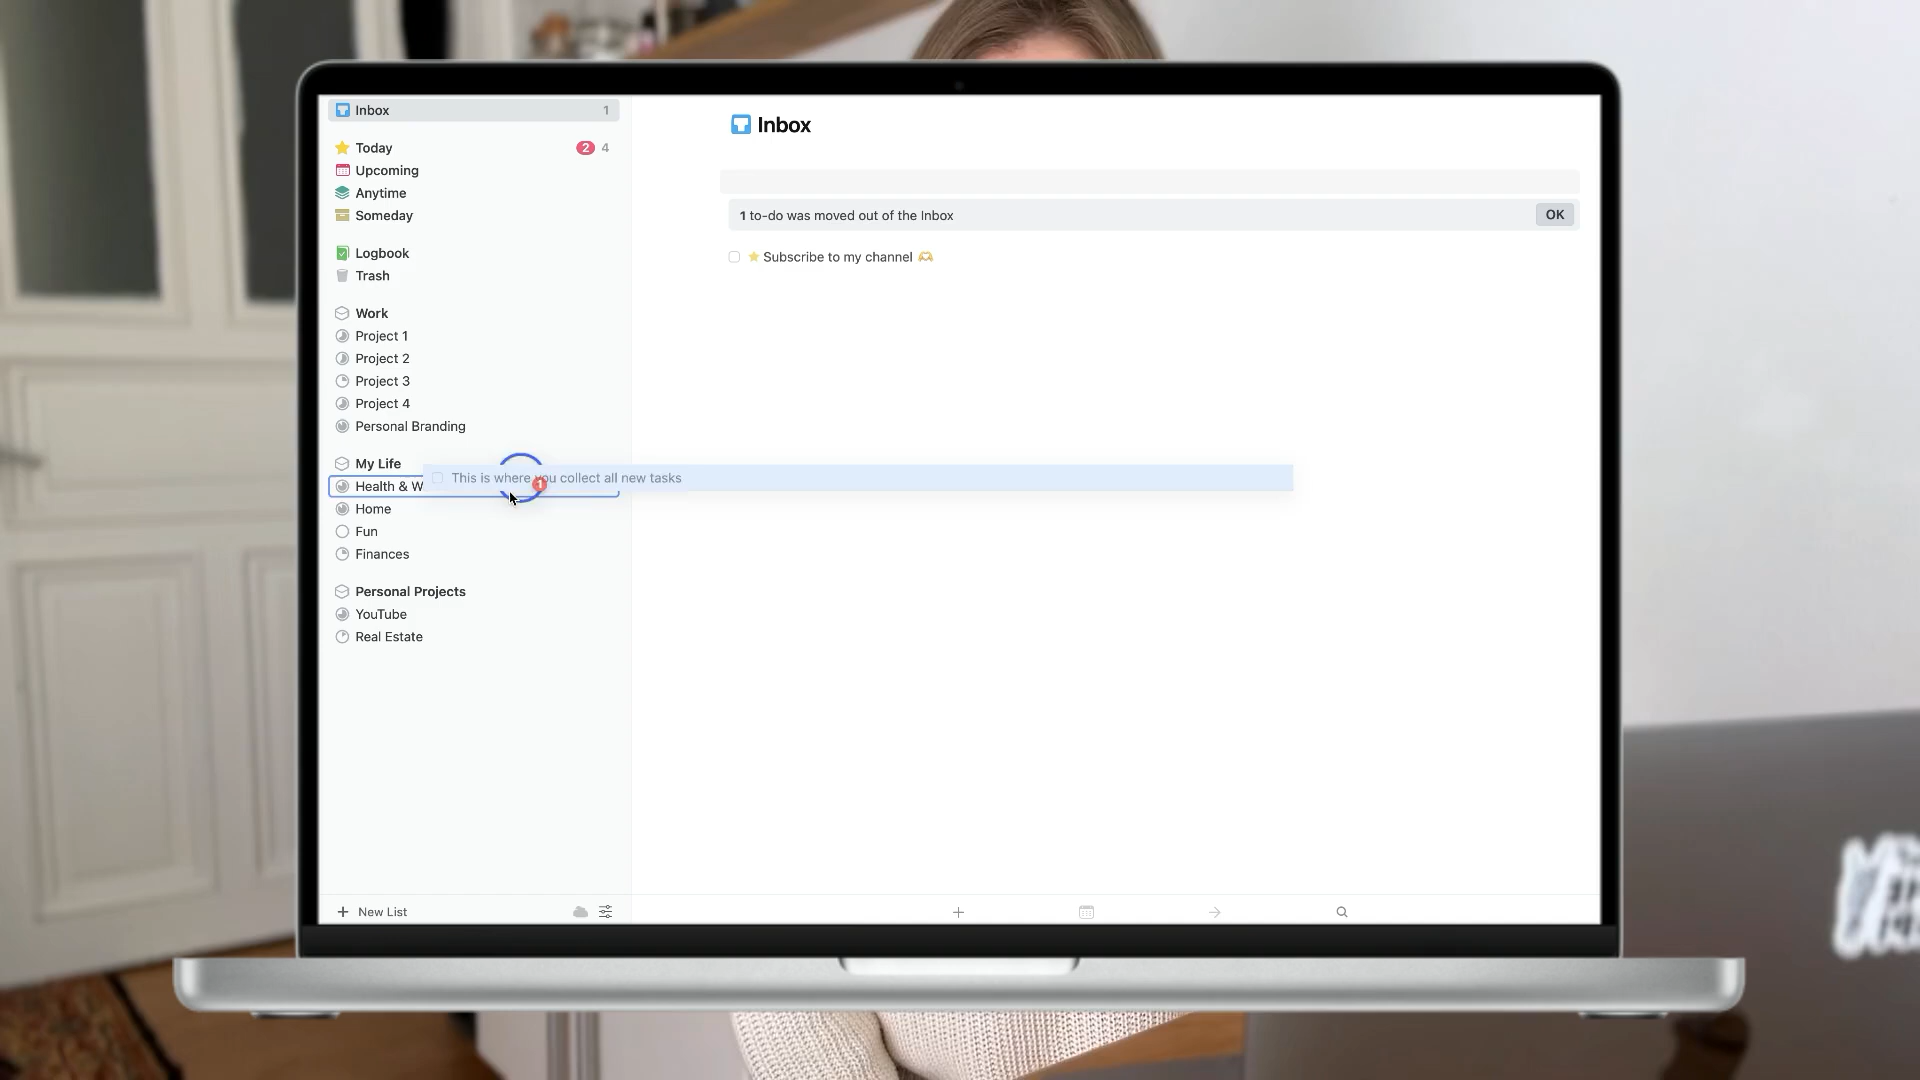 Inbox 1
Today 2 4
Upcoming
Anytime
Someday
Logbook
Trash
Work
Project 1
Project 2
Project 3
Project 4
Personal Branding
My Life
Health & W
Home
Fun
Finances
Personal Projects
YouTube
Real Estate
New List
Inbox
1 to-do was moved out of the Inbox OK
⭐ Subscribe to my channel 🫶
This is where you collect all new tasks
1